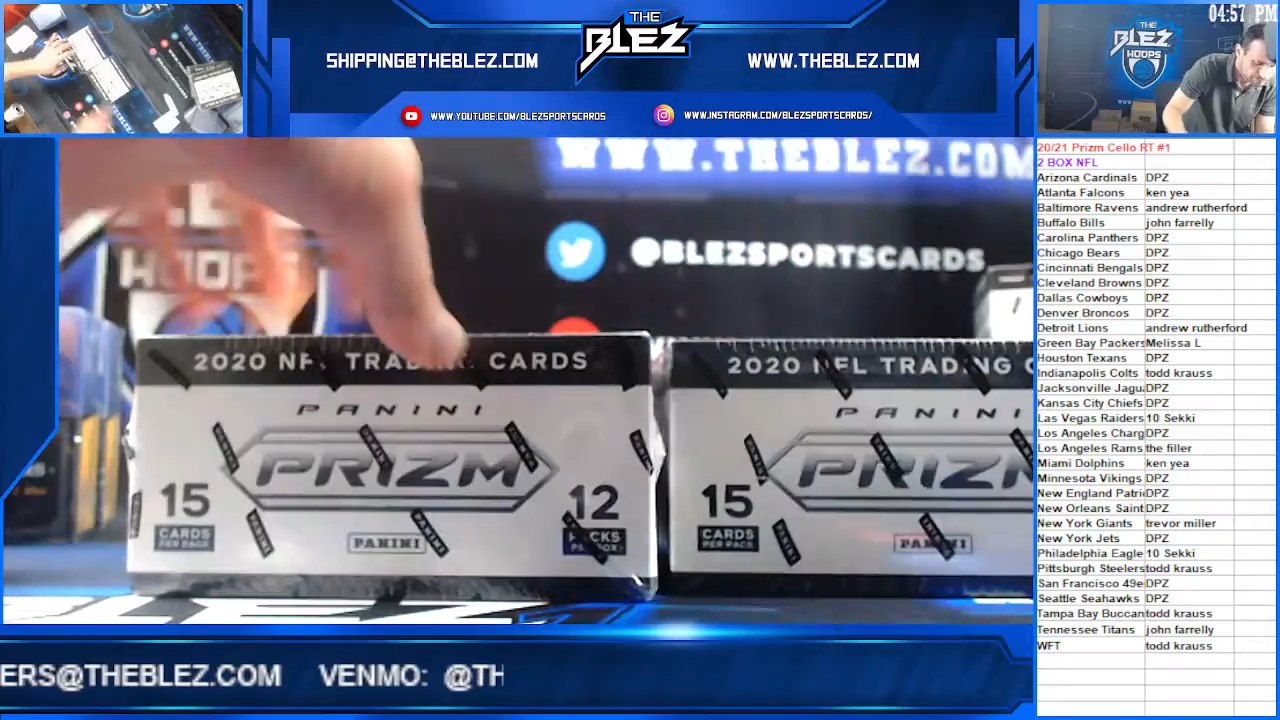 THE
BLEZ
SHIPPING@THEBLEZ.COM
WWW.THEBLEZ.COM
WWW.YOUTUBE.COM/BLEZSPORTSCARDS
WWW.INSTAGRAM.COM/BLEZSPORTSCARDS/
04:57 PM
THE
BLEZ
HOOPS
WWW.THEBLEZ.COM
@BLEZSPORTSCARDS
HOOPS
2020 NFL TRADING CARDS
PANINI
PRIZM
15
CARDS
PER PACK
PANINI
12
PACKS
PER BOX
2020 NFL TRADING C
PANINI
PRIZM
15
CARDS
PER PACK
PANINI
20/21 Prizm Cello RT #1
2 BOX NFL
Arizona Cardinals DPZ
Atlanta Falcons ken yea
Baltimore Ravens andrew rutherford
Buffalo Bills john farrelly
Carolina Panthers DPZ
Chicago Bears DPZ
Cincinnati Bengals DPZ
Cleveland Browns DPZ
Dallas Cowboys DPZ
Denver Broncos DPZ
Detroit Lions andrew rutherford
Green Bay Packers Melissa L
Houston Texans DPZ
Indianapolis Colts todd krauss
Jacksonville Jagu DPZ
Kansas City Chiefs DPZ
Las Vegas Raiders 10 Sekki
Los Angeles Charg DPZ
Los Angeles Rams the filler
Miami Dolphins ken yea
Minnesota Vikings DPZ
New England Patri DPZ
New Orleans Saint DPZ
New York Giants trevor miller
New York Jets DPZ
Philadelphia Eagle 10 Sekki
Pittsburgh Steelers todd krauss
San Francisco 49e DPZ
Seattle Seahawks DPZ
Tampa Bay Buccan todd krauss
Tennessee Titans john farrelly
WFT todd krauss
ERS@THEBLEZ.COM VENMO: @TH